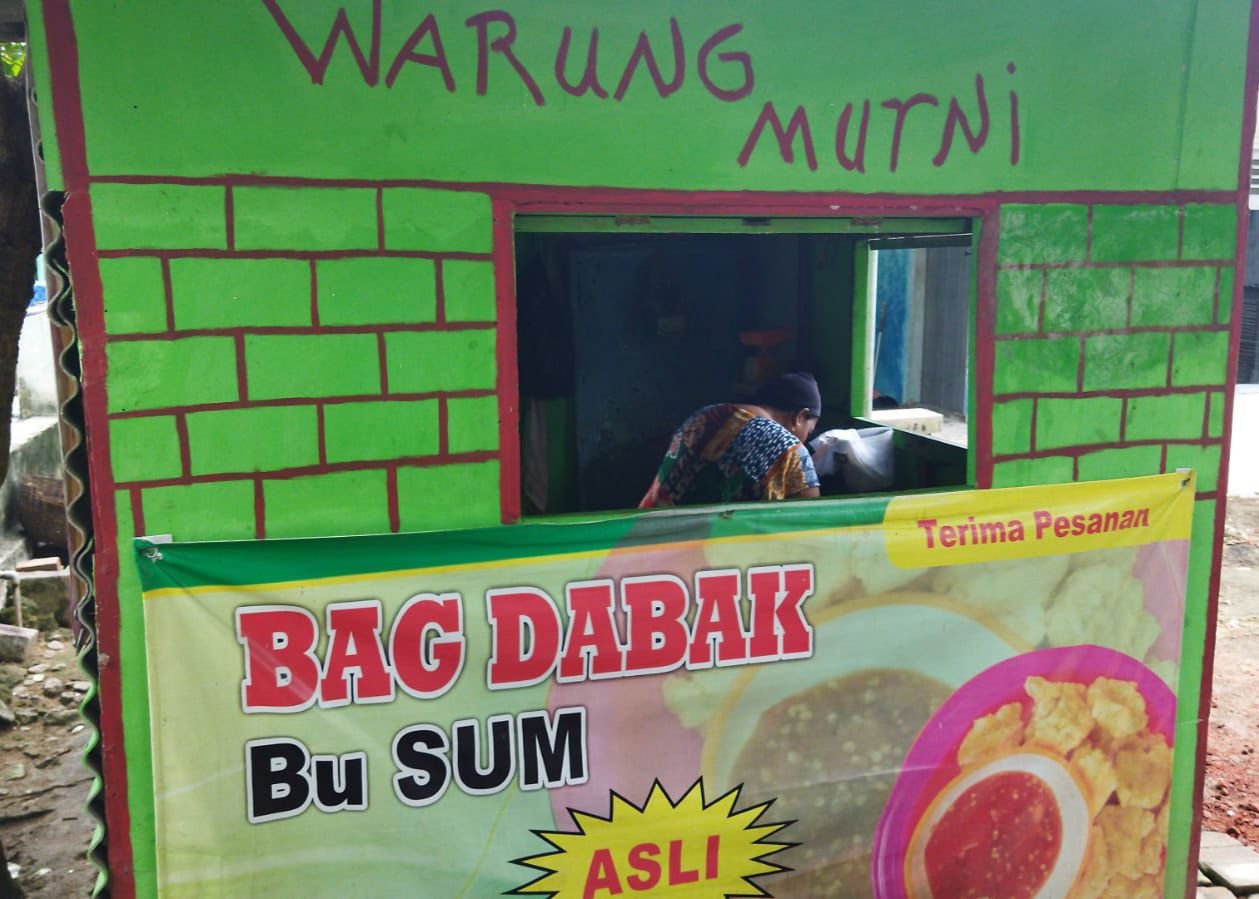 WARUNG
MURNI
Terima Pesanan
BAG DABAK
Bu SUM
ASLI